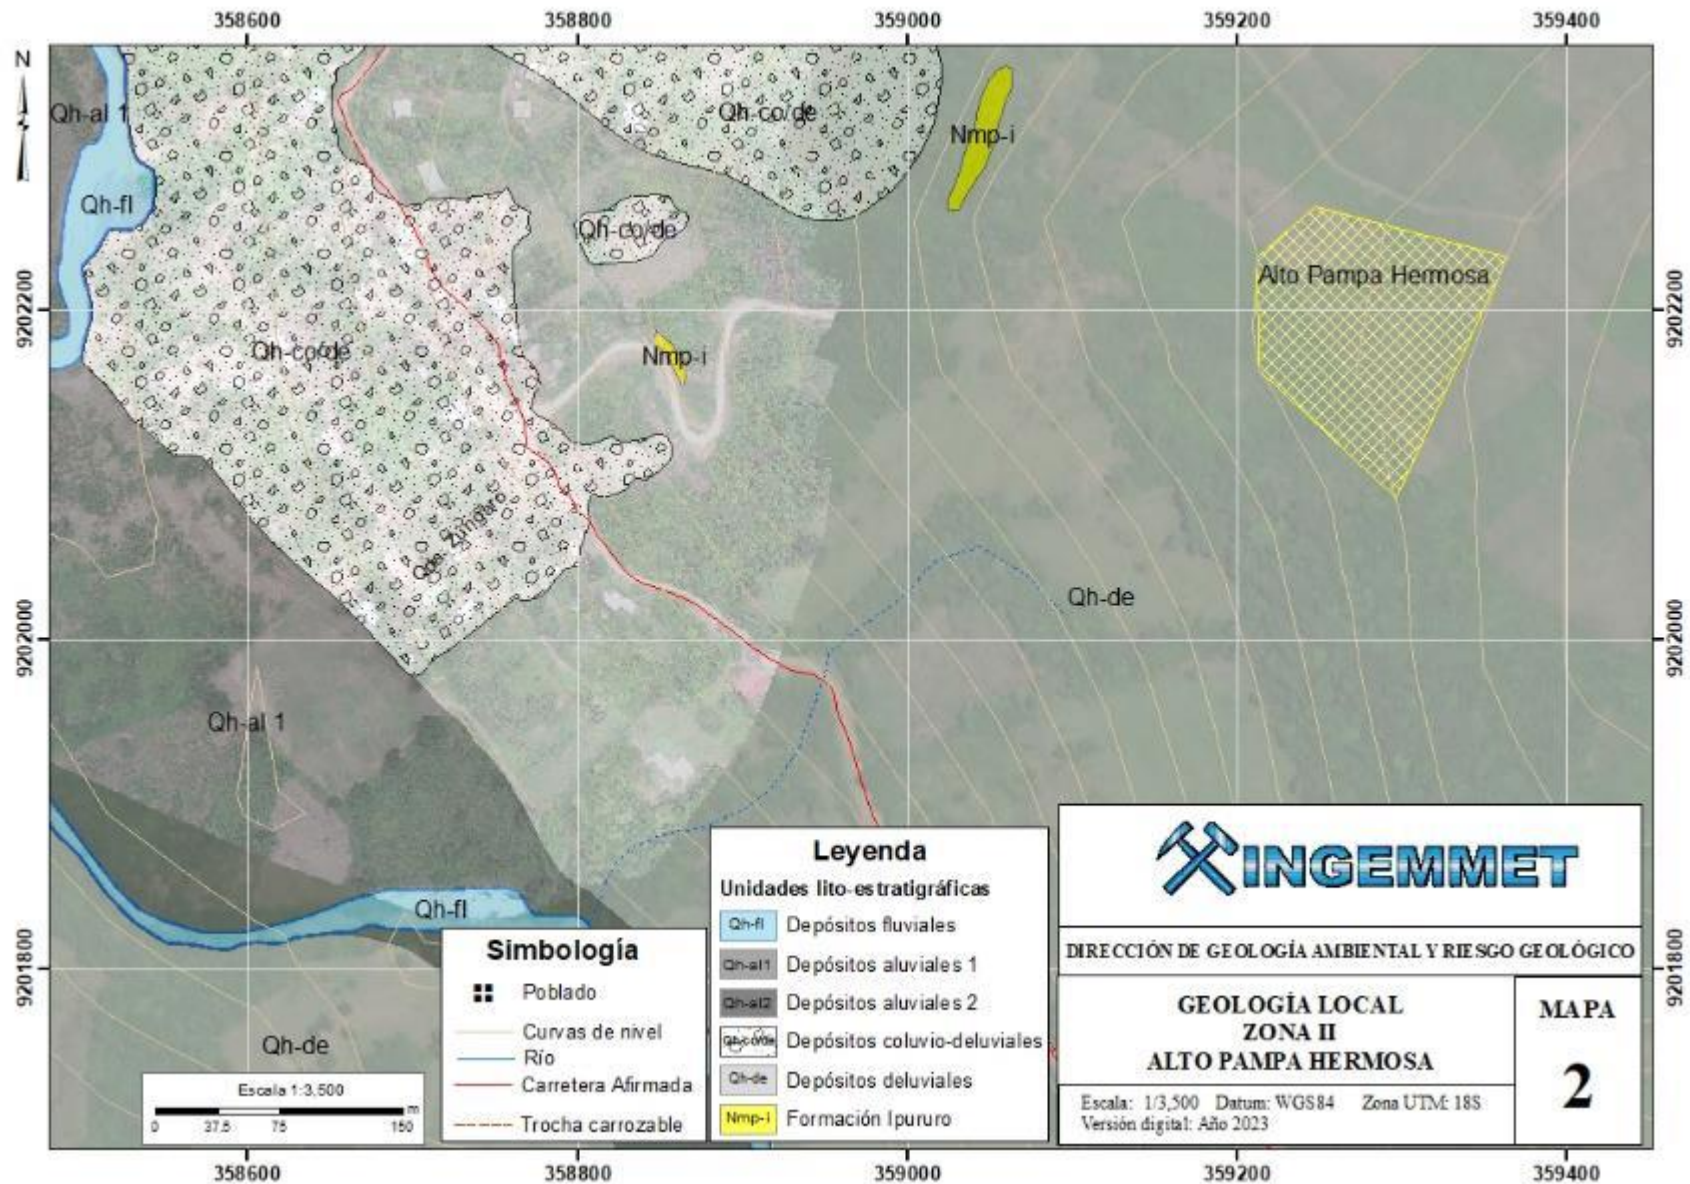 358600 358800 359000 359200 359400
N
Qh-al 1
Qh-co/de
Nmp-i
Qh-fl
Qh-co/de
Alto Pampa Hermosa
9202200
9202200
Qh-co/de
Nmp-i
Qda. Zúngaro
Qh-de
9202000
9202000
Qh-al 1
Qh-fl
9201800
9201800
Qh-de
Escala 1:3,500
m
0 37.5 75 150
Simbología
Poblado
Curvas de nivel
Río
Carretera Afirmada
Trocha carrozable
Leyenda
Unidades lito-estratigráficas
Qh-fl Depósitos fluviales
Qh-al1 Depósitos aluviales 1
Qh-al2 Depósitos aluviales 2
Qh-co/de Depósitos coluvio-deluviales
Qh-de Depósitos deluviales
Nmp-i Formación Ipururo
INGEMMET
DIRECCIÓN DE GEOLOGÍA AMBIENTAL Y RIESGO GEOLÓGICO
GEOLOGÍA LOCAL
ZONA II
ALTO PAMPA HERMOSA
MAPA
2
Escala: 1/3,500 Datum: WGS84 Zona UTM: 18S
Versión digital: Año 2023
358600 358800 359000 359200 359400